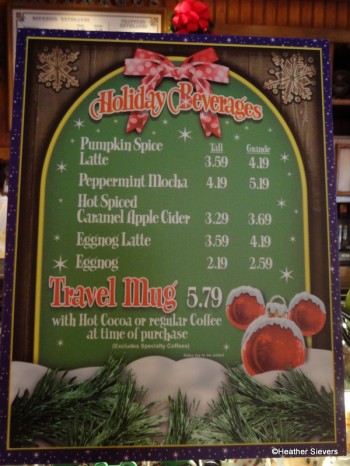 Holiday Beverages
Tall Grande
Pumpkin Spice
Latte 3.59 4.19
Peppermint Mocha 4.19 5.19
Hot Spiced
Caramel Apple Cider 3.29 3.69
Eggnog Latte 3.59 4.19
Eggnog 2.19 2.59
Travel Mug 5.79
with Hot Cocoa or regular Coffee
at time of purchase
(Excludes Specialty Coffees)
©Heather Sievers